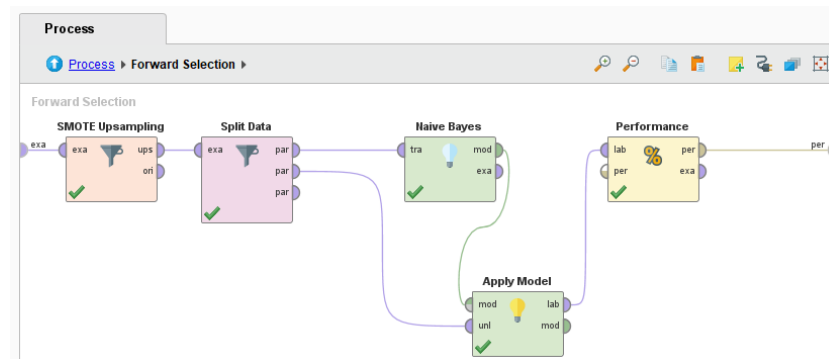 Process
Process ▸ Forward Selection ▸
Forward Selection
SMOTE Upsampling
Split Data
Naive Bayes
Performance
exa
exa ups
ori
exa par
par
par
tra mod
exa
lab per
per exa
%
per
Apply Model
mod lab
unl mod